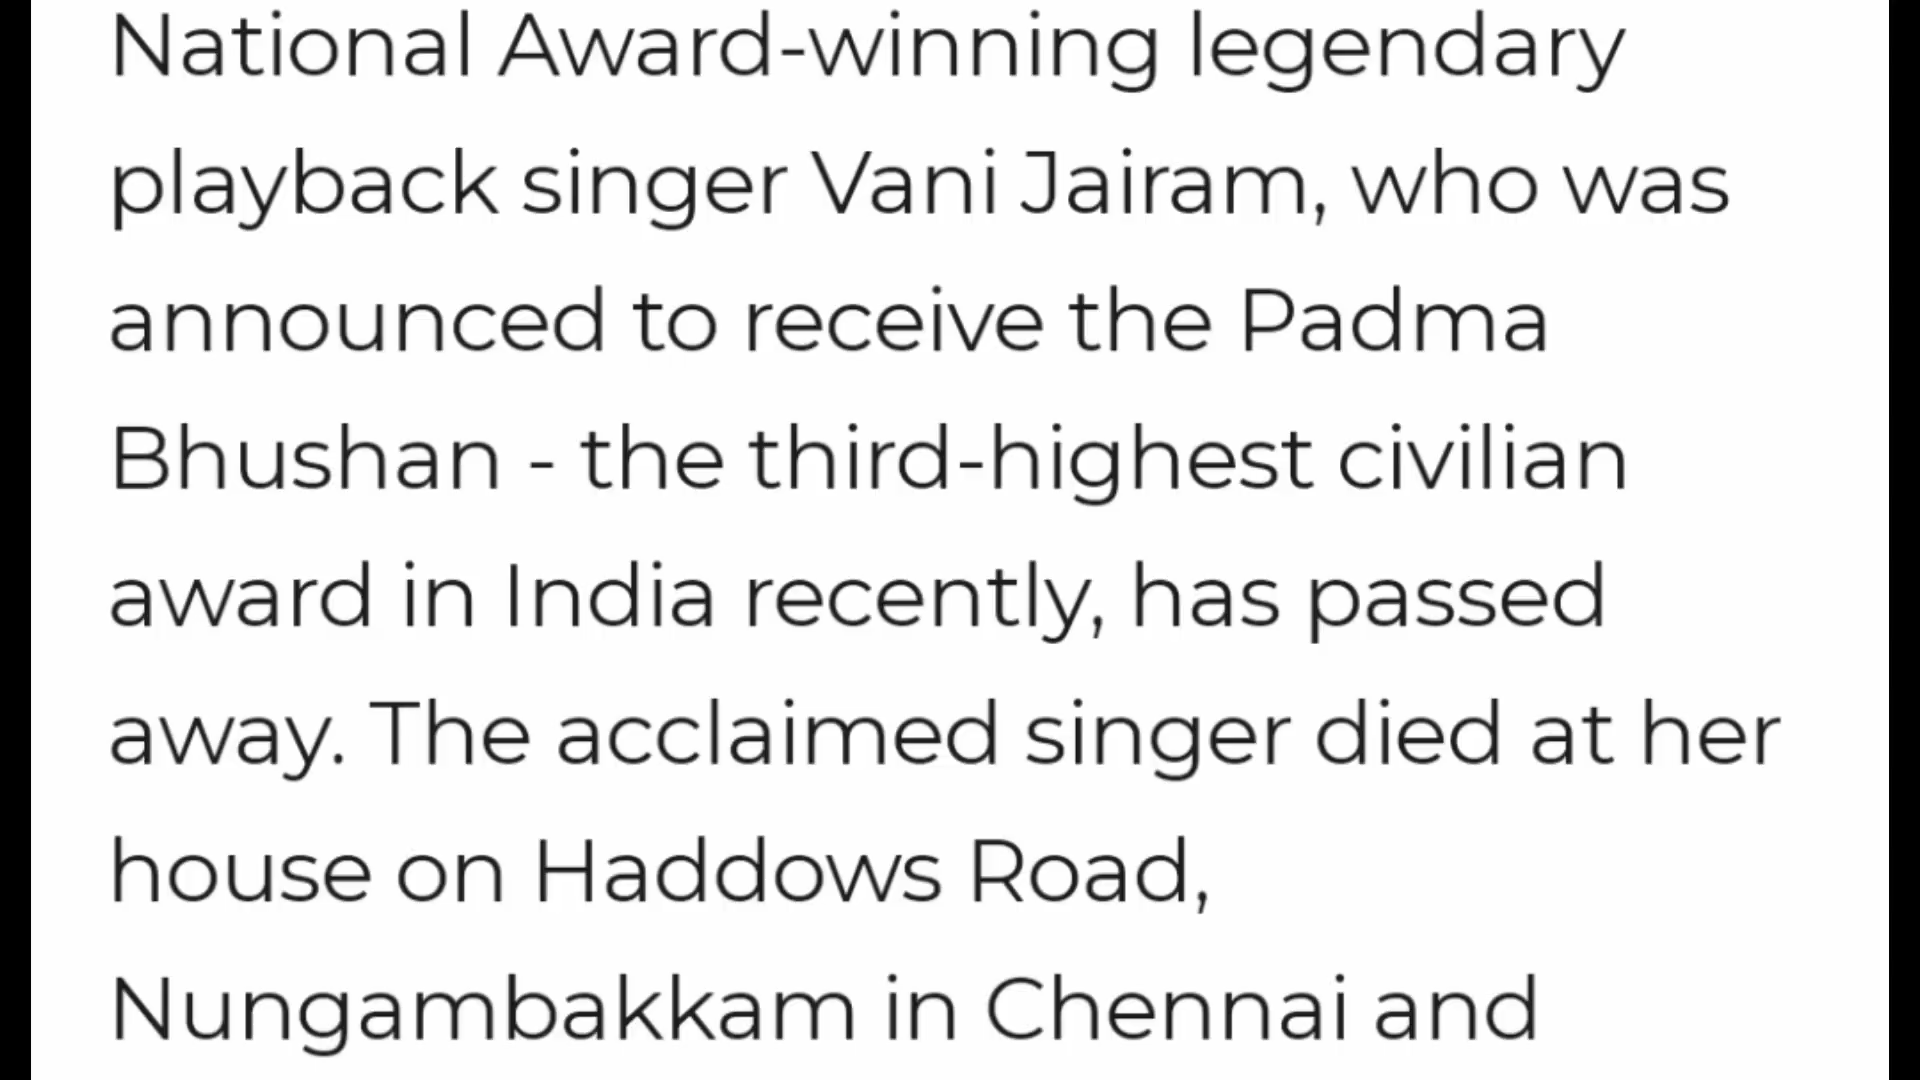 National Award-winning legendary
playback singer Vani Jairam, who was
announced to receive the Padma
Bhushan - the third-highest civilian
award in India recently, has passed
away. The acclaimed singer died at her
house on Haddows Road,
Nungambakkam in Chennai and